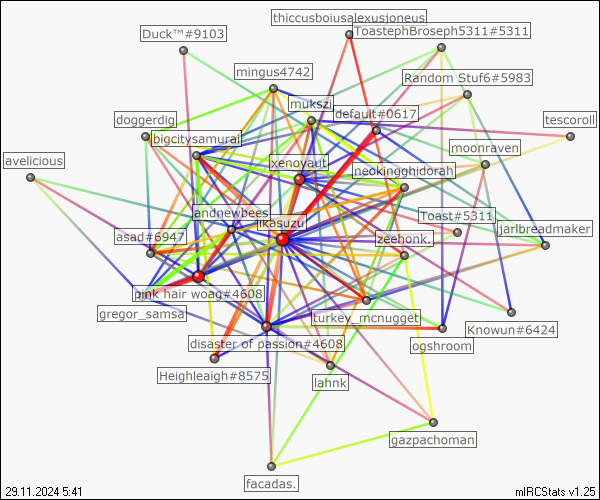 thiccusboiusalexusjoneus
Duck™#9103
ToastephBroseph5311#5311
mingus4742
Random Stuf6#5983
mukszi
default#0617
doggerdig
tescoroll
bigcitysamurai
moonraven
avelicious
xenoyaut
neokingghidorah
andnewbees
Toast#5311
ikasuzu
jarlbreadmaker
asad#6947
zeehonk.
pink hair woag#4608
gregor_samsa
turkey_mcnugget
Knowun#6424
disaster of passion#4608
ogshroom
Heighleaigh#8575
lahnk
gazpachoman
facadas.
29.11.2024 5:41
mIRCStats v1.25